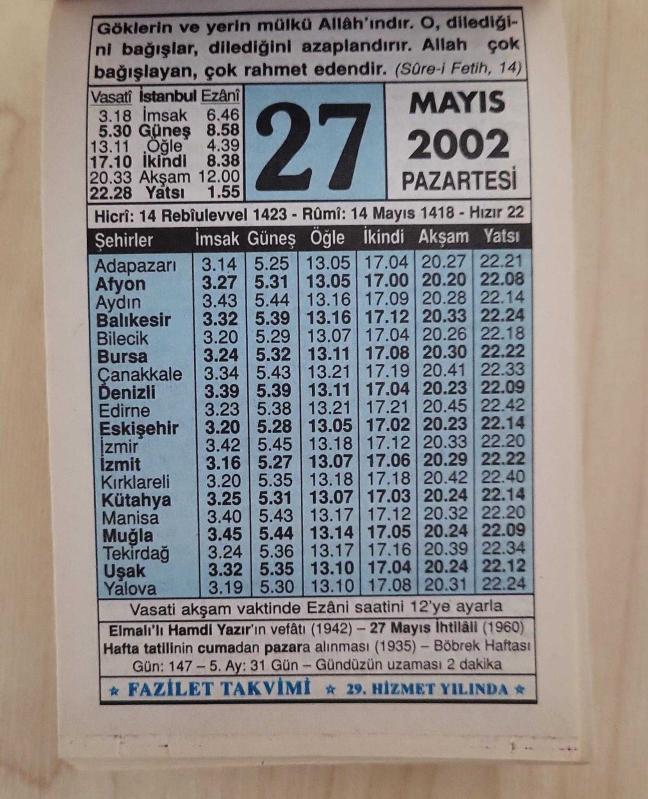 Göklerin ve yerin mülkü Allâh'ındır. O, dilediği-
ni bağışlar, dilediğini azaplandırır. Allah çok
bağışlayan, çok rahmet edendir. (Sûre-i Fetih, 14)
Vasatî İstanbul Ezânî
3.18 İmsak 6.46
5.30 Güneş 8.58
13.11 Öğle 4.39
17.10 İkindi 8.38
20.33 Akşam 12.00
22.28 Yatsı 1.55
27
MAYIS
2002
PAZARTESİ
Hicrî: 14 Rebîulevvel 1423 - Rûmî: 14 Mayıs 1418 - Hızır 22
Şehirler İmsak Güneş Öğle İkindi Akşam Yatsı
Adapazarı 3.14 5.25 13.05 17.04 20.27 22.21
Afyon 3.27 5.31 13.05 17.00 20.20 22.08
Aydın 3.43 5.44 13.16 17.09 20.28 22.14
Balıkesir 3.32 5.39 13.16 17.12 20.33 22.24
Bilecik 3.20 5.29 13.07 17.04 20.26 22.18
Bursa 3.24 5.32 13.11 17.08 20.30 22.22
Çanakkale 3.34 5.43 13.21 17.19 20.41 22.33
Denizli 3.39 5.39 13.11 17.04 20.23 22.09
Edirne 3.23 5.38 13.21 17.21 20.45 22.42
Eskişehir 3.20 5.28 13.05 17.02 20.23 22.14
İzmir 3.42 5.45 13.18 17.12 20.33 22.20
İzmit 3.16 5.27 13.07 17.06 20.29 22.22
Kırklareli 3.20 5.35 13.18 17.18 20.42 22.40
Kütahya 3.25 5.31 13.07 17.03 20.24 22.14
Manisa 3.40 5.43 13.17 17.12 20.32 22.20
Muğla 3.45 5.44 13.14 17.05 20.24 22.09
Tekirdağ 3.24 5.36 13.17 17.16 20.39 22.34
Uşak 3.32 5.35 13.10 17.04 20.24 22.12
Yalova 3.19 5.30 13.10 17.08 20.31 22.24
Vasati akşam vaktinde Ezâni saatini 12'ye ayarla
Elmalı'lı Hamdi Yazır'ın vefâtı (1942) – 27 Mayıs İhtilâli (1960)
Hafta tatilinin cumadan pazara alınması (1935) – Böbrek Haftası
Gün: 147 – 5. Ay: 31 Gün – Gündüzün uzaması 2 dakika
★ FAZİLET TAKVİMİ ★ 29. HİZMET YILINDA ★